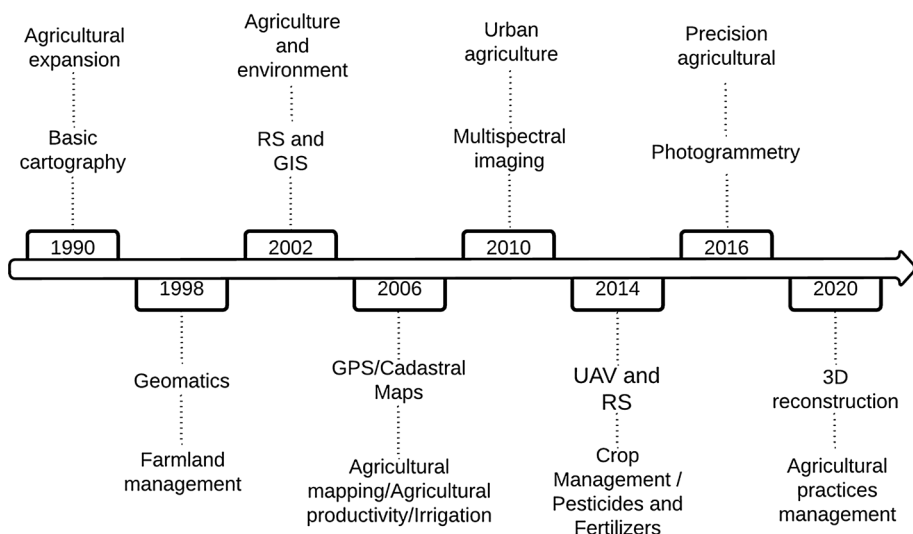 Agricultural
expansion
Basic
cartography
1990
Agriculture
and
environment
RS and
GIS
2002
Urban
agriculture
Multispectral
imaging
2010
Precision
agricultural
Photogrammetry
2016
1998
Geomatics
Farmland
management
2006
GPS/Cadastral
Maps
Agricultural
mapping/Agricultural
productivity/Irrigation
2014
UAV and
RS
Crop
Management /
Pesticides and
Fertilizers
2020
3D
reconstruction
Agricultural
practices
management